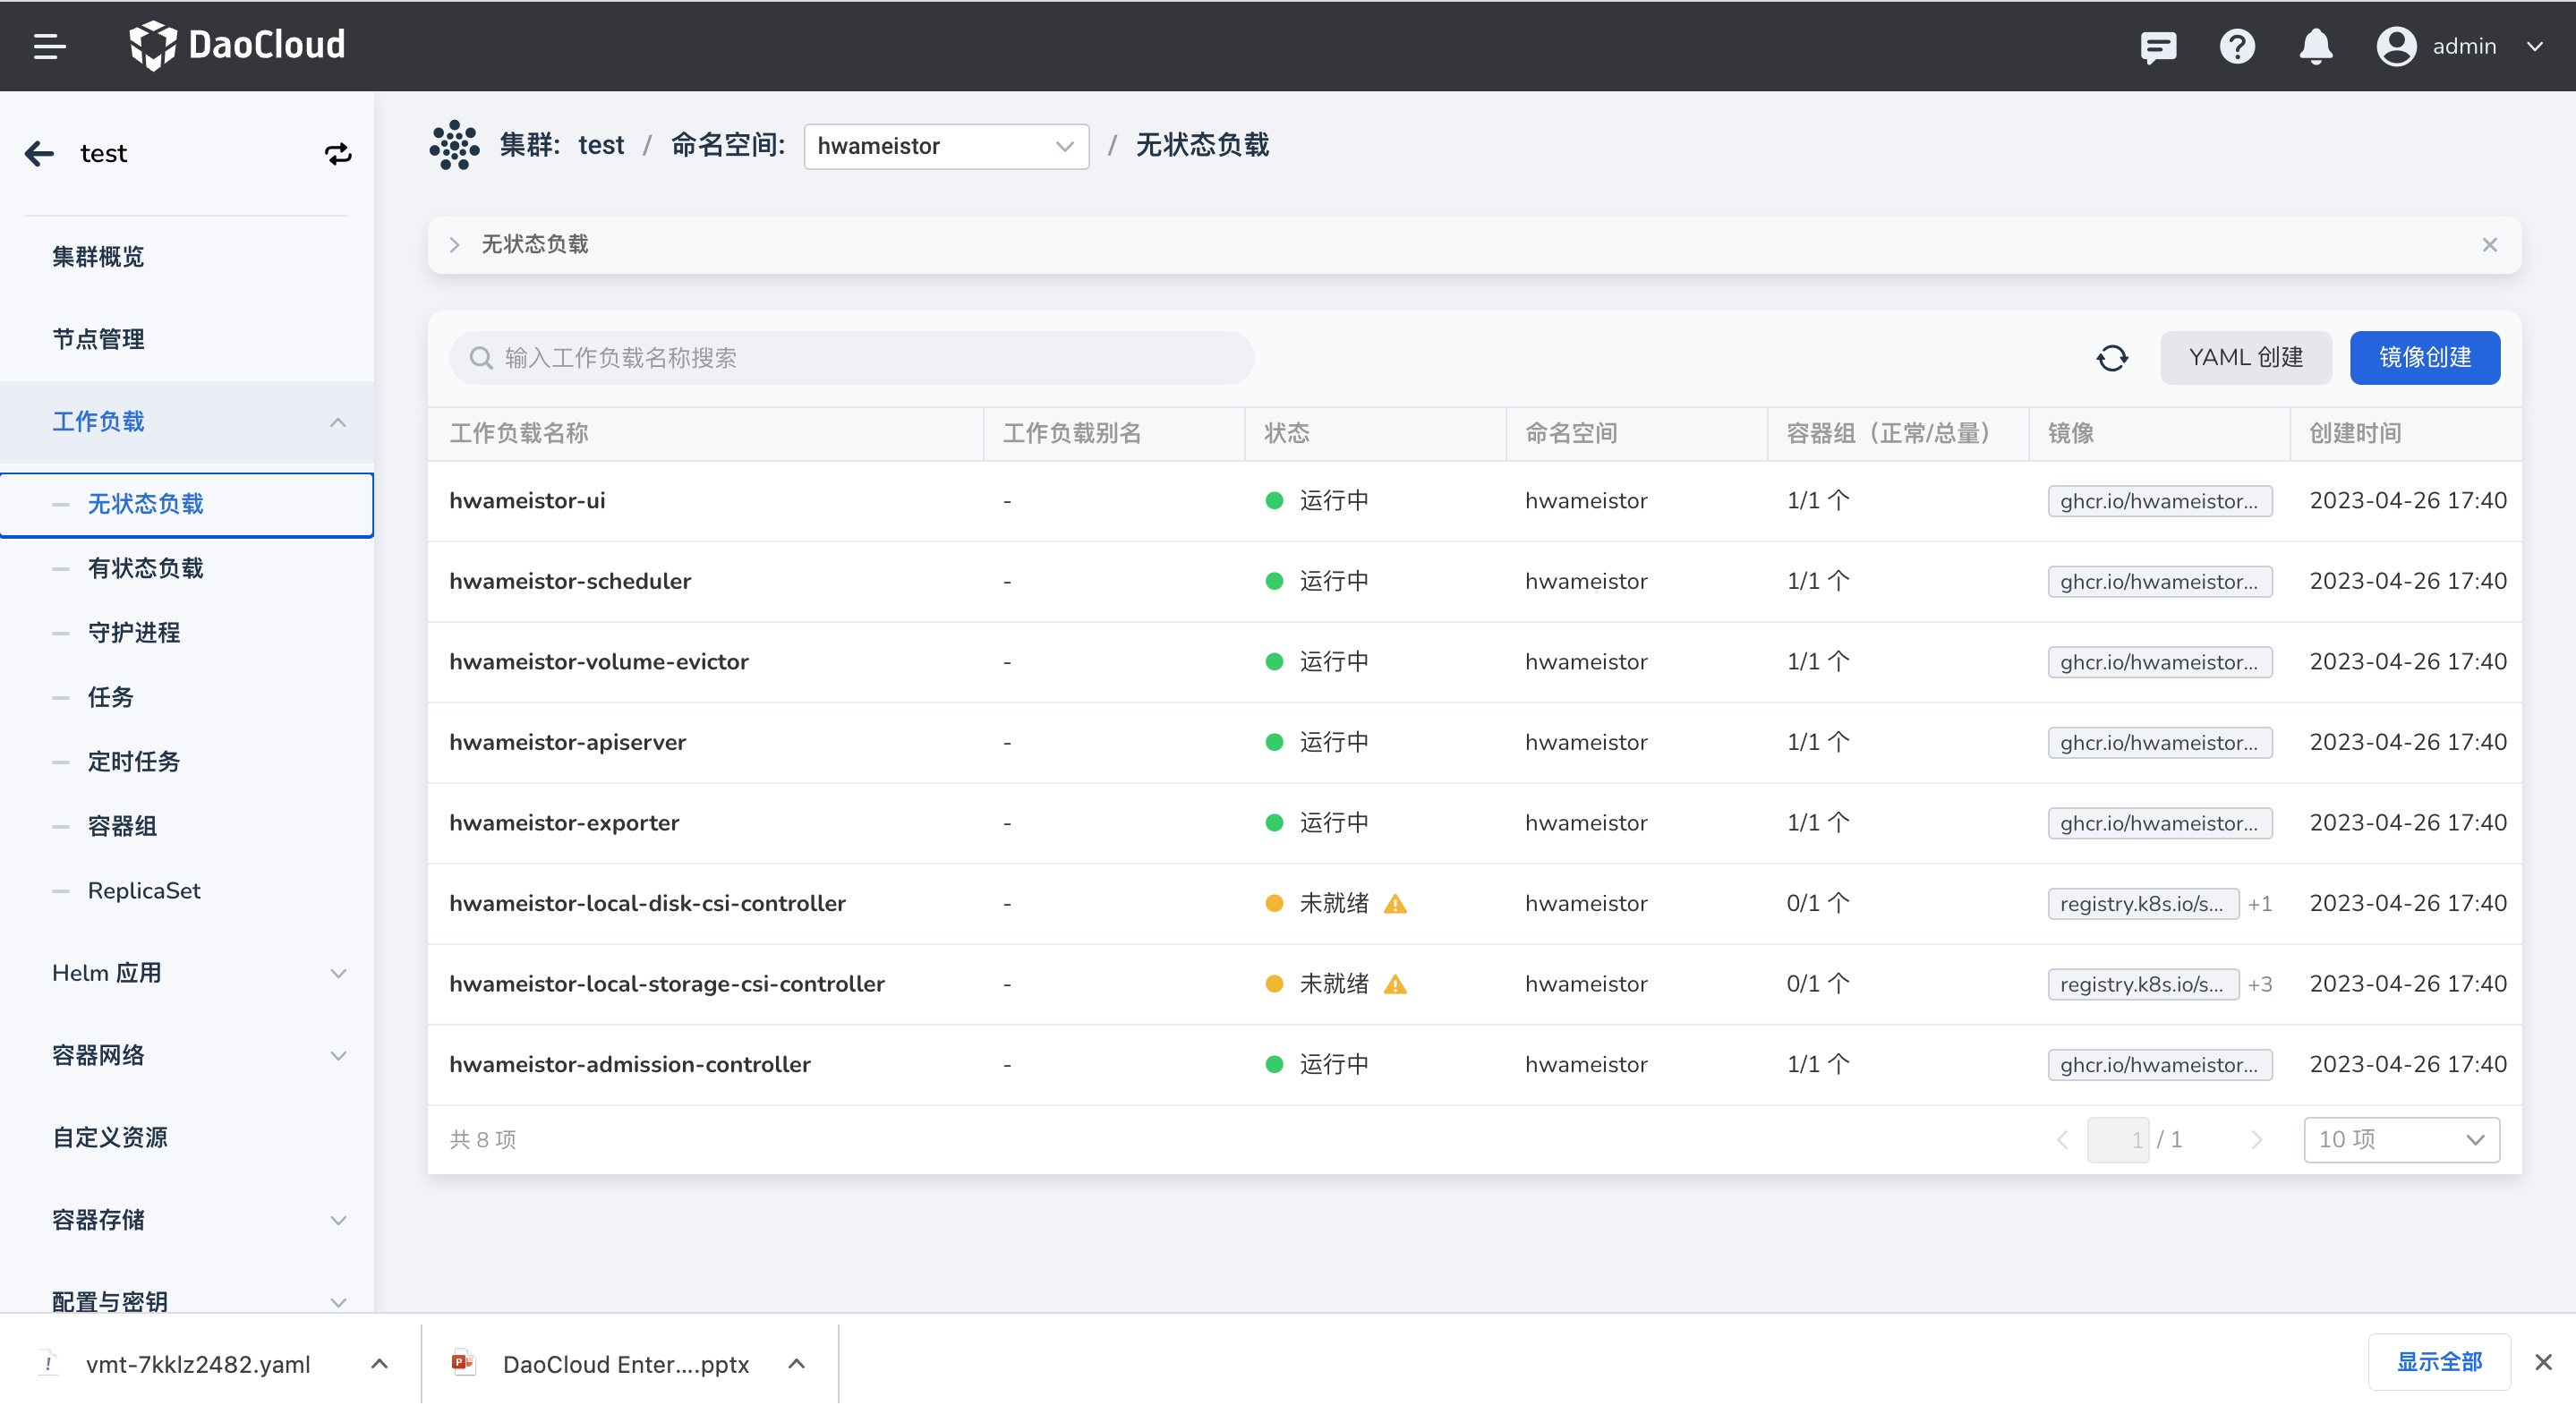 DaoCloud
admin
test
集群: test / 命名空间: hwameistor / 无状态负载
集群概览
节点管理
工作负载
无状态负载
有状态负载
守护进程
任务
定时任务
容器组
ReplicaSet
Helm 应用
容器网络
自定义资源
容器存储
配置与密钥
无状态负载
输入工作负载名称搜索
YAML 创建
镜像创建
工作负载名称 工作负载别名 状态 命名空间 容器组（正常/总量） 镜像 创建时间
hwameistor-ui - 运行中 hwameistor 1/1 个 ghcr.io/hwameistor... 2023-04-26 17:40
hwameistor-scheduler - 运行中 hwameistor 1/1 个 ghcr.io/hwameistor... 2023-04-26 17:40
hwameistor-volume-evictor - 运行中 hwameistor 1/1 个 ghcr.io/hwameistor... 2023-04-26 17:40
hwameistor-apiserver - 运行中 hwameistor 1/1 个 ghcr.io/hwameistor... 2023-04-26 17:40
hwameistor-exporter - 运行中 hwameistor 1/1 个 ghcr.io/hwameistor... 2023-04-26 17:40
hwameistor-local-disk-csi-controller - 未就绪 hwameistor 0/1 个 registry.k8s.io/s... +1 2023-04-26 17:40
hwameistor-local-storage-csi-controller - 未就绪 hwameistor 0/1 个 registry.k8s.io/s... +3 2023-04-26 17:40
hwameistor-admission-controller - 运行中 hwameistor 1/1 个 ghcr.io/hwameistor... 2023-04-26 17:40
共 8 项
1 / 1
10 项
vmt-7kklz2482.yaml
DaoCloud Enter....pptx
显示全部